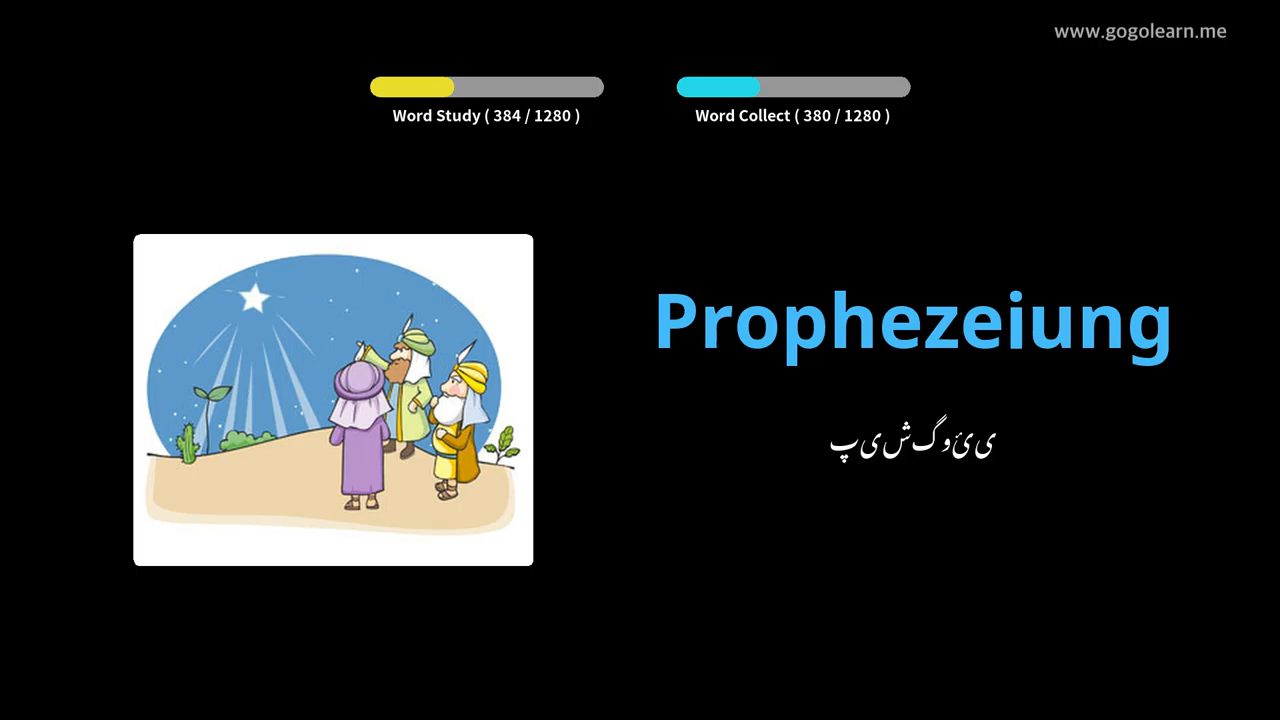 www.gogolearn.me
Word Study ( 384 / 1280 )
Word Collect ( 380 / 1280 )
Prophezeiung
پیشگوئی